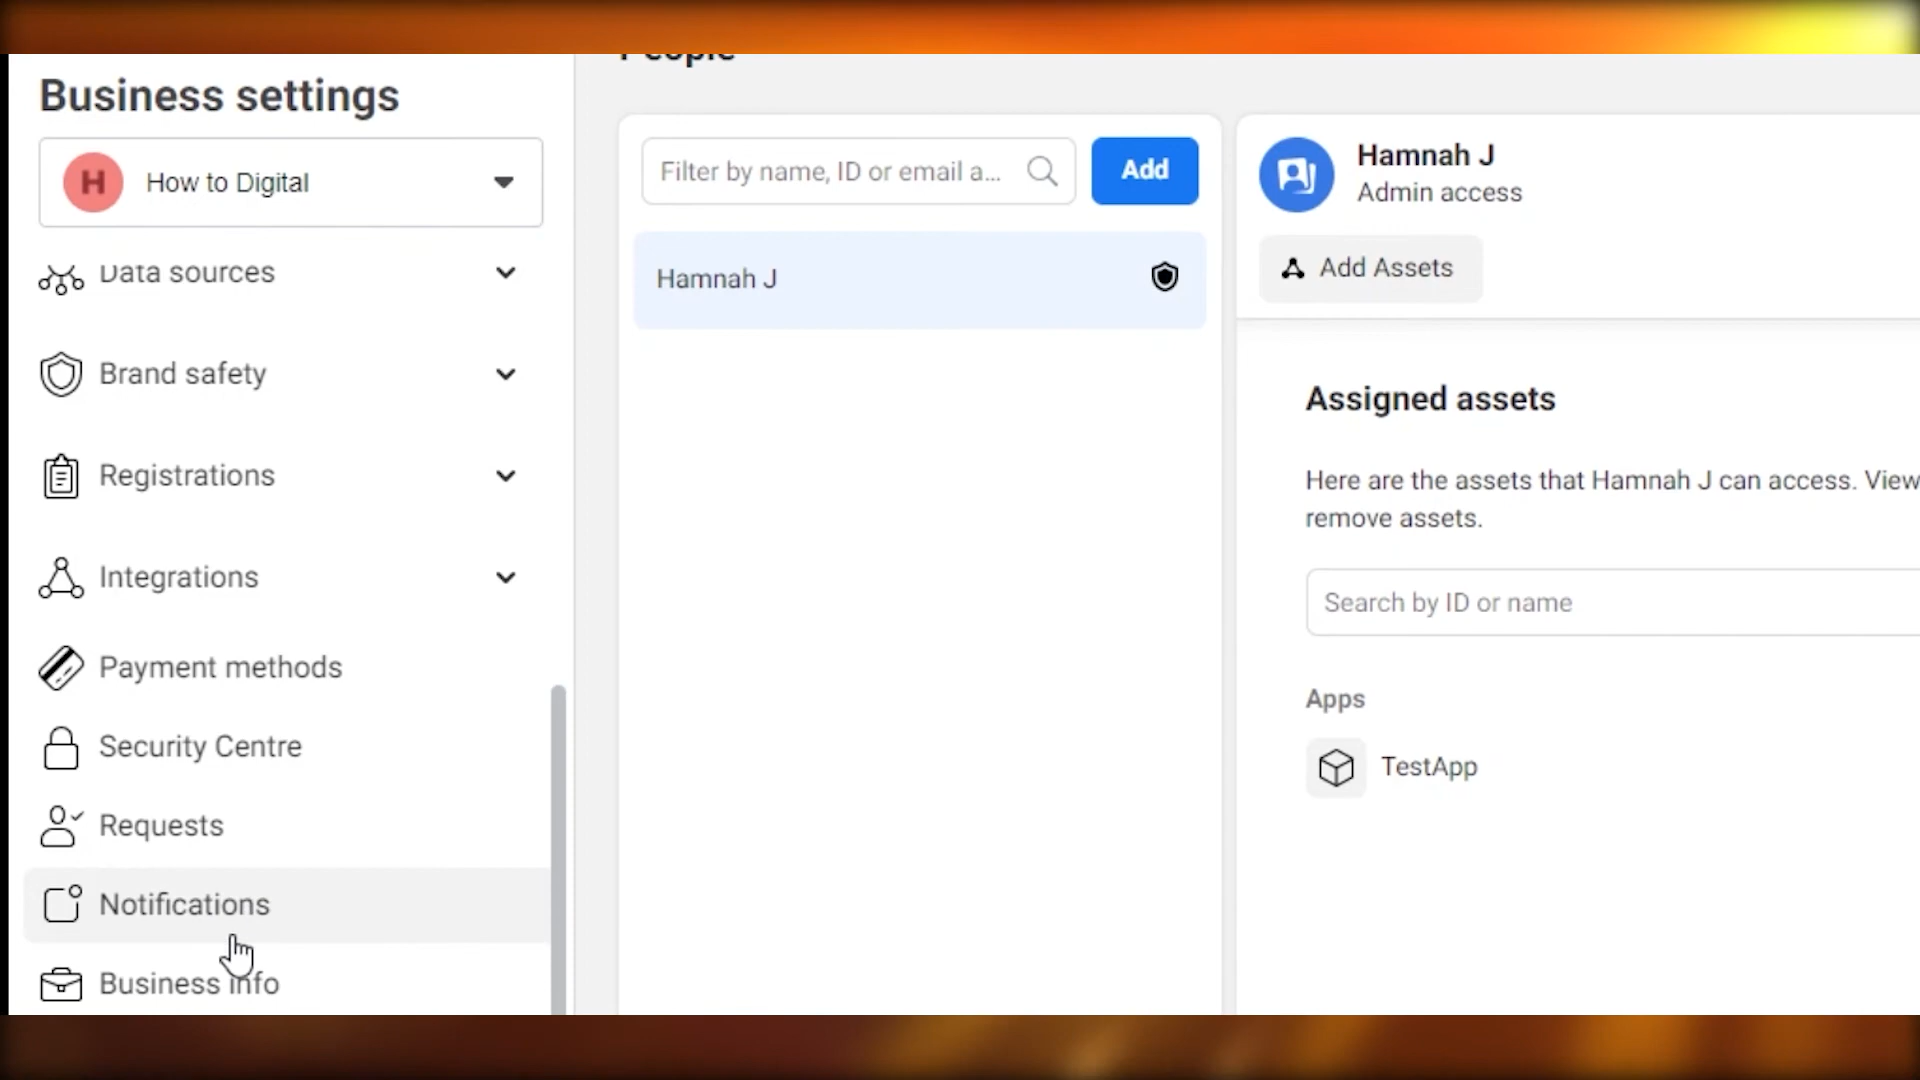 Business settings
H
How to Digital
Data sources
Brand safety
Registrations
Integrations
Payment methods
Security Centre
Requests
Notifications
Business info
People
Filter by name, ID or email a...
Add
Hamnah J
Hamnah J
Admin access
Add Assets
Assigned assets
Here are the assets that Hamnah J can access. View
remove assets.
Search by ID or name
Apps
TestApp